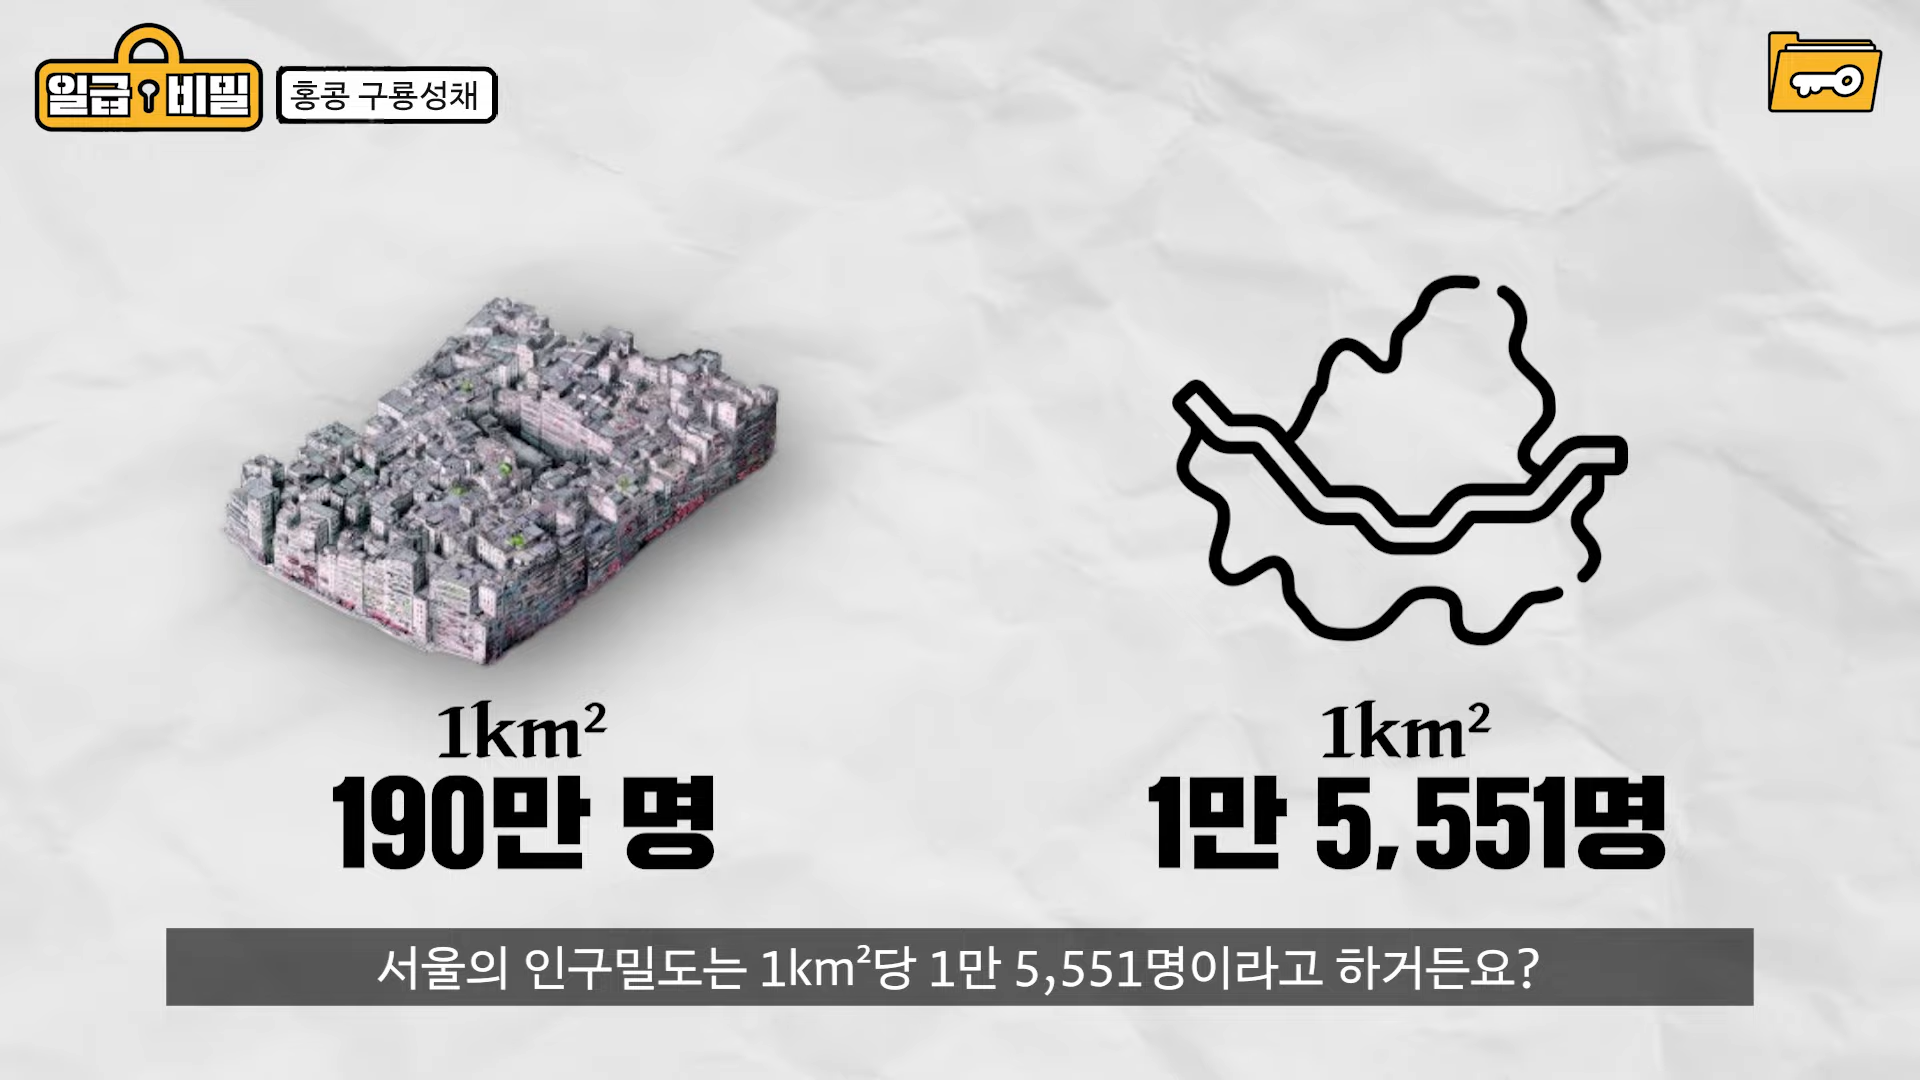 일급비밀
홍콩 구룡성채
1km²
190만 명
1km²
1만 5,551명
서울의 인구밀도는 1km²당 1만 5,551명이라고 하거든요?